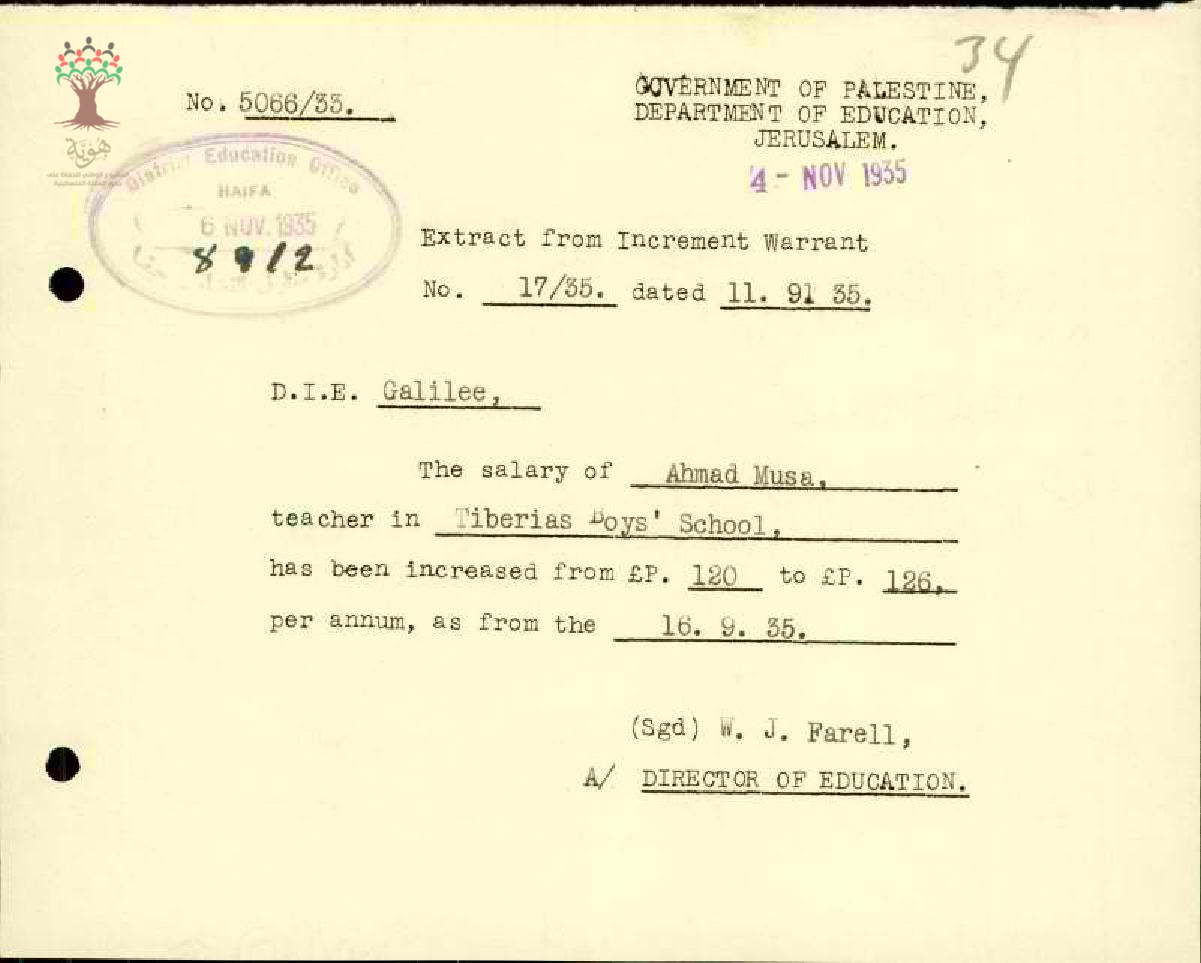 34
No. 5066/33.
GOVERNMENT OF PALESTINE,
DEPARTMENT OF EDUCATION,
JERUSALEM.
4 - NOV 1935
هوية
District Education Office
HAIFA
6 NOV. 1935
89/2
Extract from Increment Warrant
No. 17/35. dated 11. 91 35.
D.I.E. Galilee,
The salary of Ahmad Musa,
teacher in Tiberias Boys' School,
has been increased from £P. 120 to £P. 126,
per annum, as from the 16. 9. 35.
(Sgd) W. J. Farell,
A/ DIRECTOR OF EDUCATION.